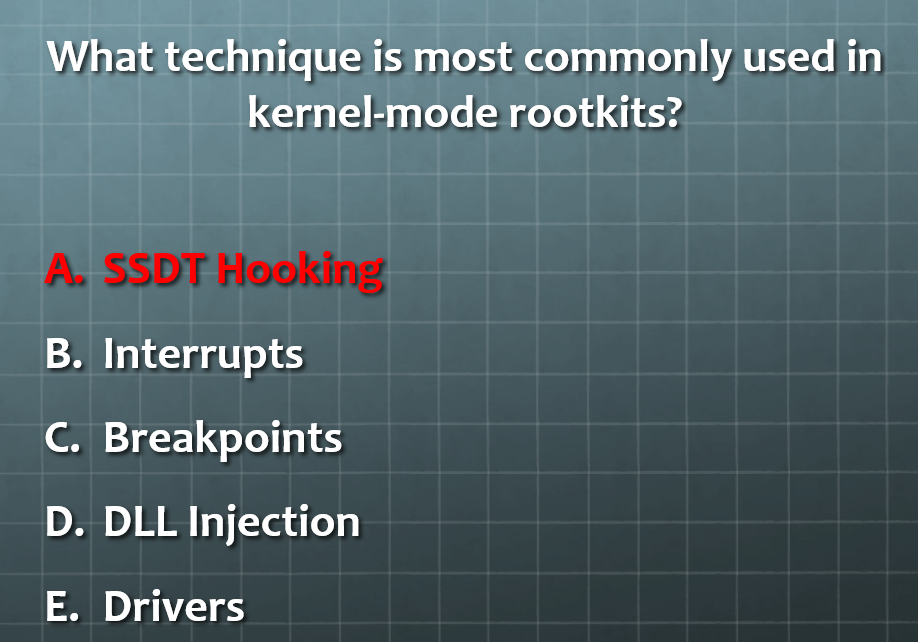 What technique is most commonly used in
kernel-mode rootkits?
A. SSDT Hooking
B. Interrupts
C. Breakpoints
D. DLL Injection
E. Drivers